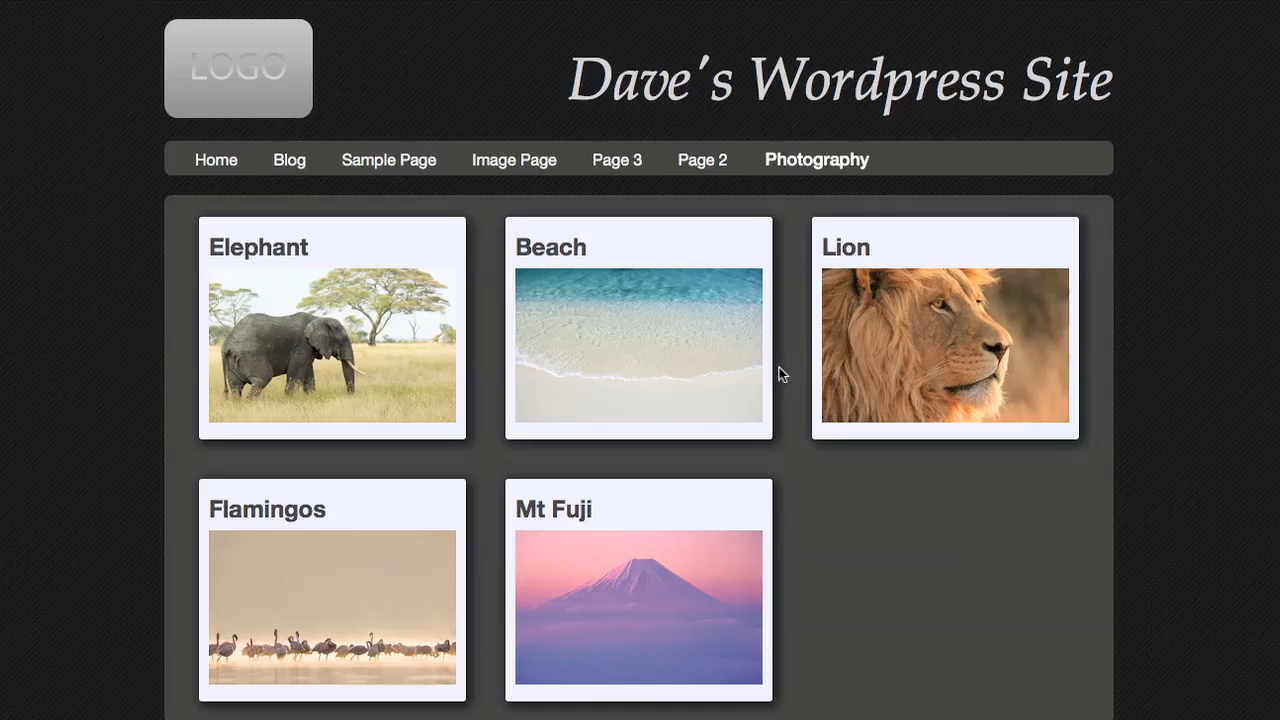 LOGO
Dave's Wordpress Site
Home Blog Sample Page Image Page Page 3 Page 2 Photography
Elephant Beach Lion
Flamingos Mt Fuji